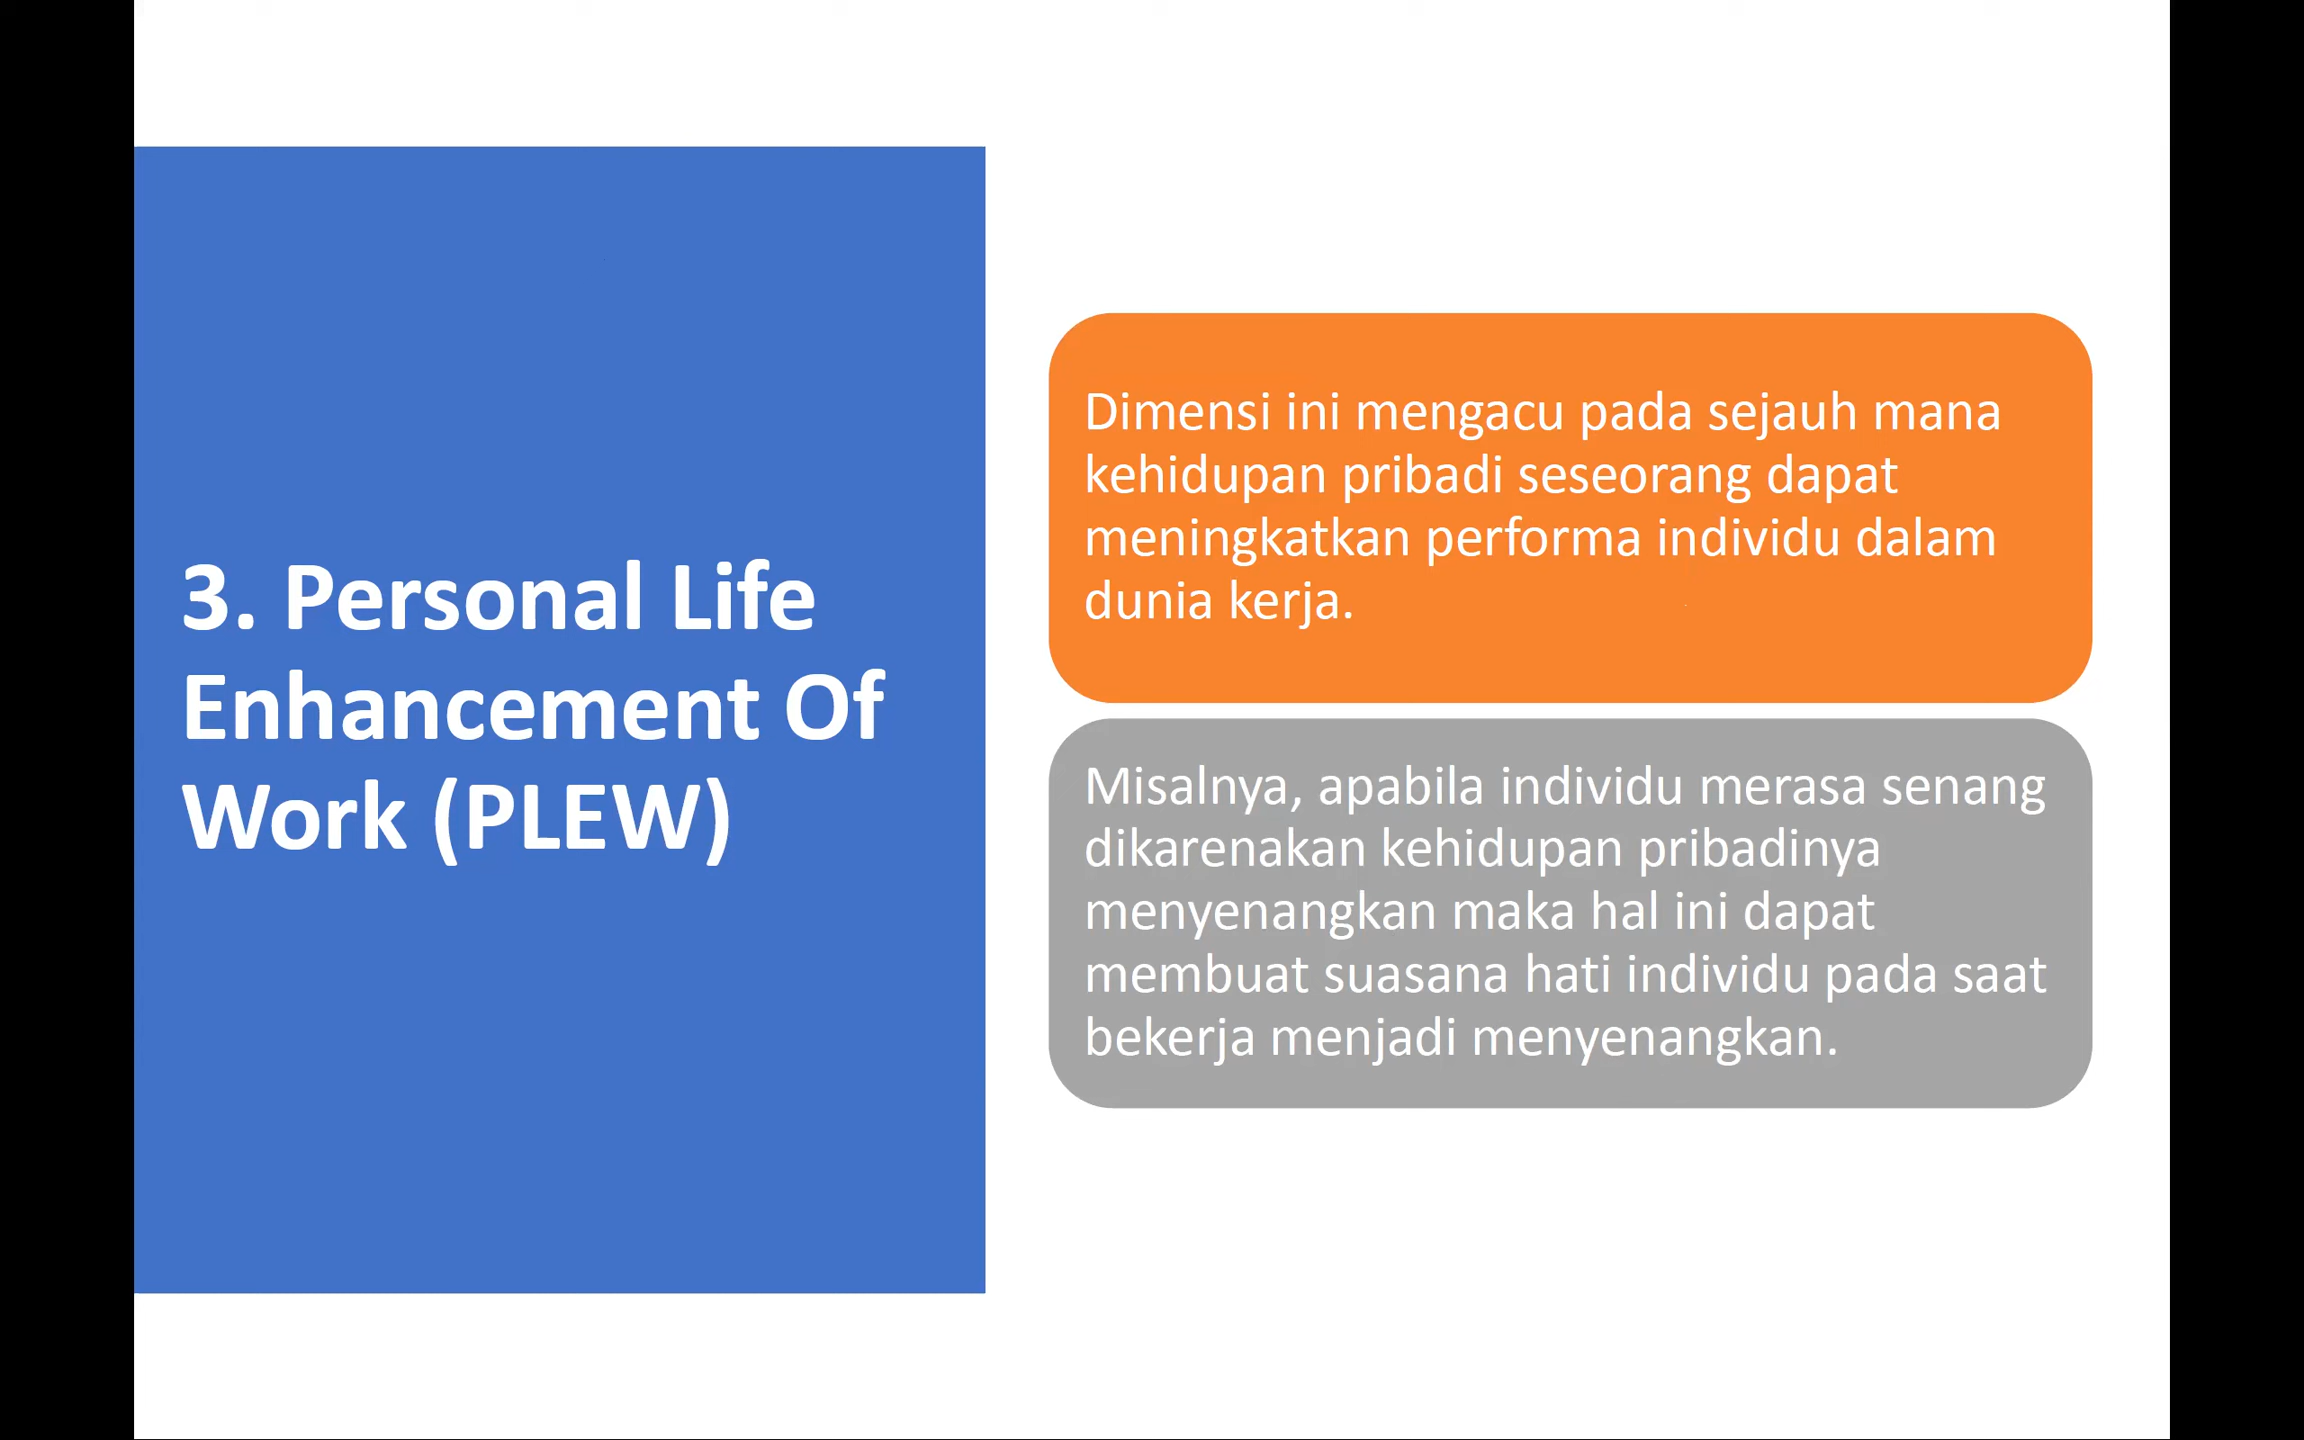 3. Personal Life
Enhancement Of
Work (PLEW)
Dimensi ini mengacu pada sejauh mana
kehidupan pribadi seseorang dapat
meningkatkan performa individu dalam
dunia kerja.
Misalnya, apabila individu merasa senang
dikarenakan kehidupan pribadinya
menyenangkan maka hal ini dapat
membuat suasana hati individu pada saat
bekerja menjadi menyenangkan.